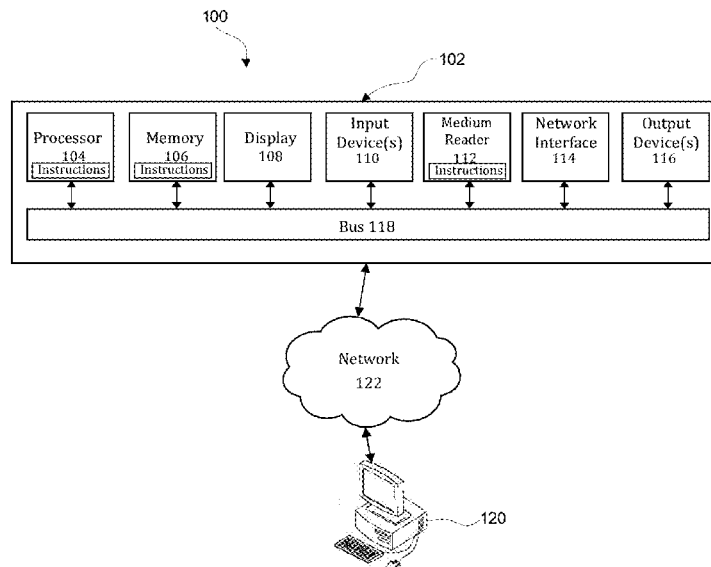 100
102
Processor
104
Instructions
Memory
106
Instructions
Display
108
Input
Device(s)
110
Medium
Reader
112
Instructions
Network
Interface
114
Output
Device(s)
116
Bus 118
Network
122
120